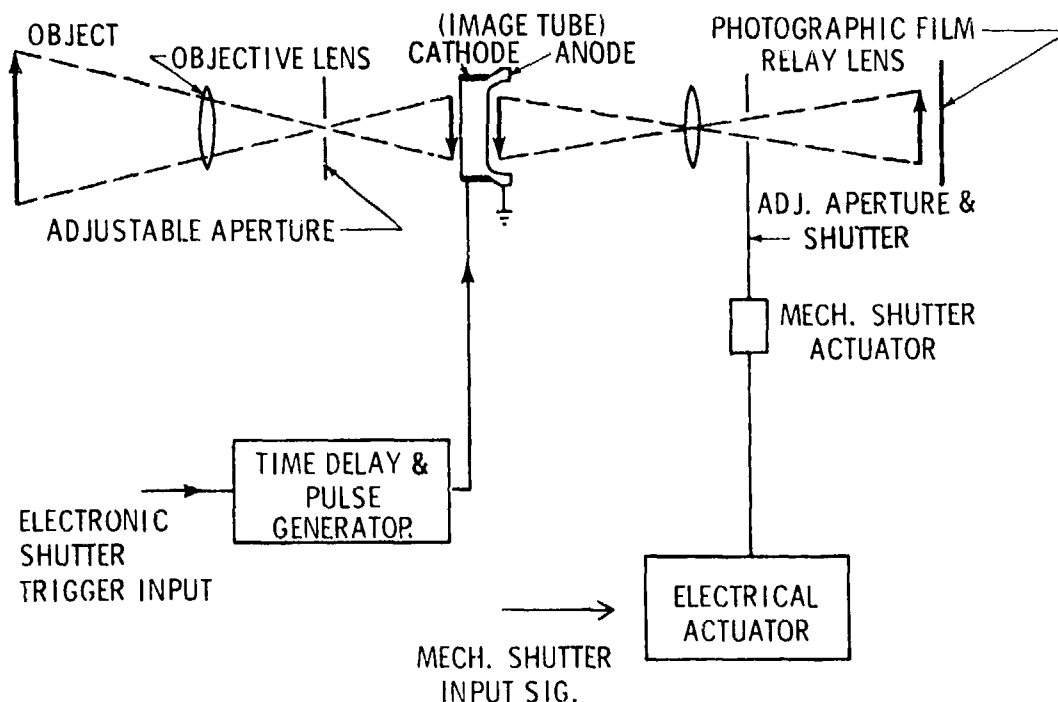 OBJECT
OBJECTIVE LENS
(IMAGE TUBE)
CATHODE
ANODE
PHOTOGRAPHIC FILM
RELAY LENS
ADJUSTABLE APERTURE
ADJ. APERTURE &
SHUTTER
MECH. SHUTTER
ACTUATOR
TIME DELAY &
PULSE
GENERATOP.
ELECTRONIC
SHUTTER
TRIGGER INPUT
ELECTRICAL
ACTUATOR
MECH. SHUTTER
INPUT SIG.